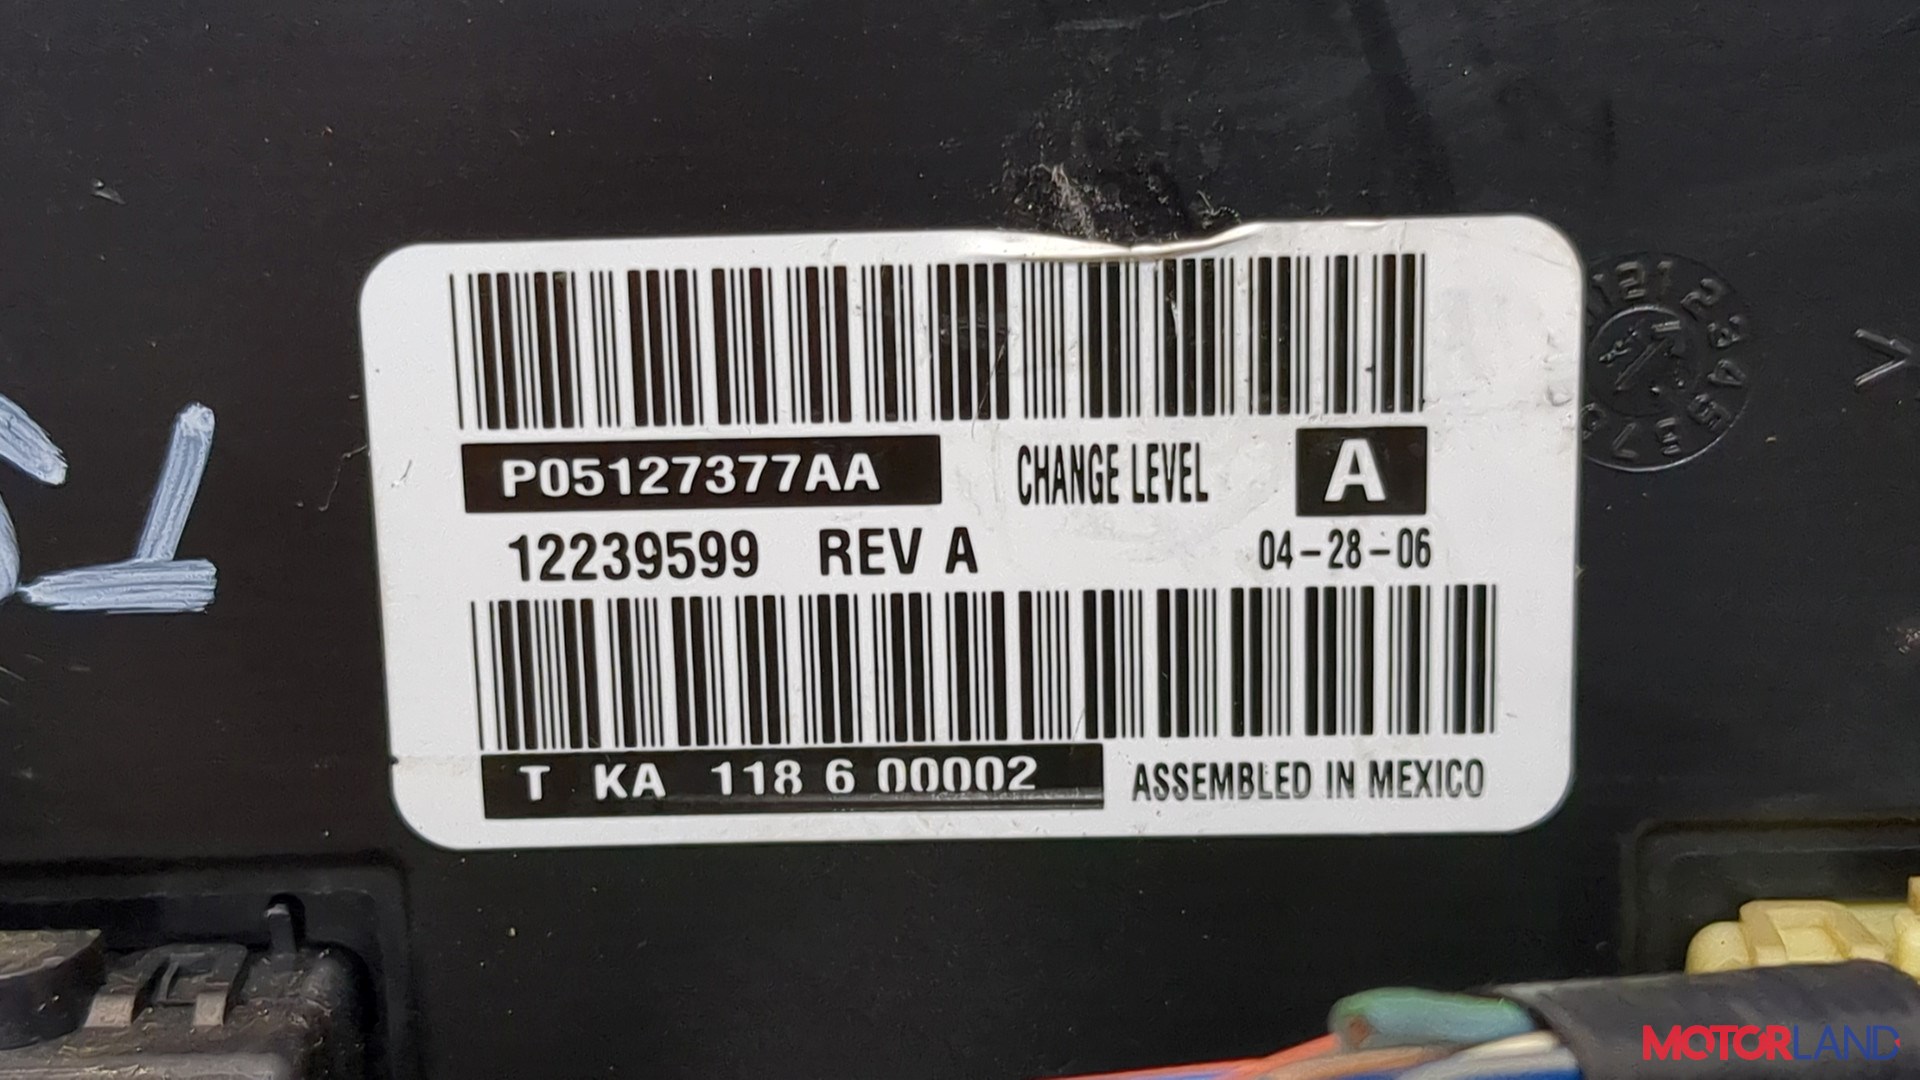 P05127377AA CHANGE LEVEL A
12239599 REV A 04-28-06
T KA 118 6 00002 ASSEMBLED IN MEXICO
MOTORLAND